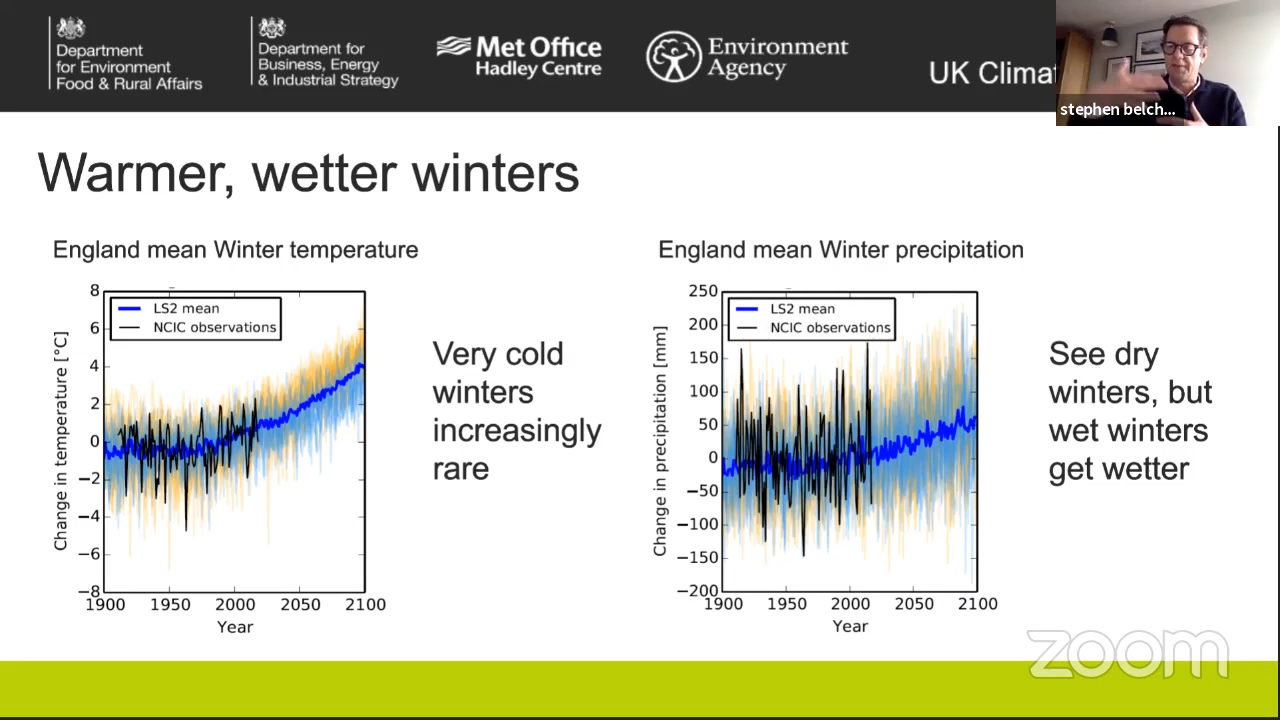 Department
for Environment
Food & Rural Affairs
Department for
Business, Energy
& Industrial Strategy
Met Office
Hadley Centre
Environment
Agency
UK Climat
stephen belch...
Warmer, wetter winters
England mean Winter temperature
8
6
4
2
0
−2
−4
−6
−8
Change in temperature [°C]
LS2 mean
NCIC observations
1900 1950 2000 2050 2100
Year
Very cold
winters
increasingly
rare
England mean Winter precipitation
250
200
150
100
50
0
−50
−100
−150
−200
Change in precipitation [mm]
LS2 mean
NCIC observations
1900 1950 2000 2050 2100
Year
See dry
winters, but
wet winters
get wetter
zoom